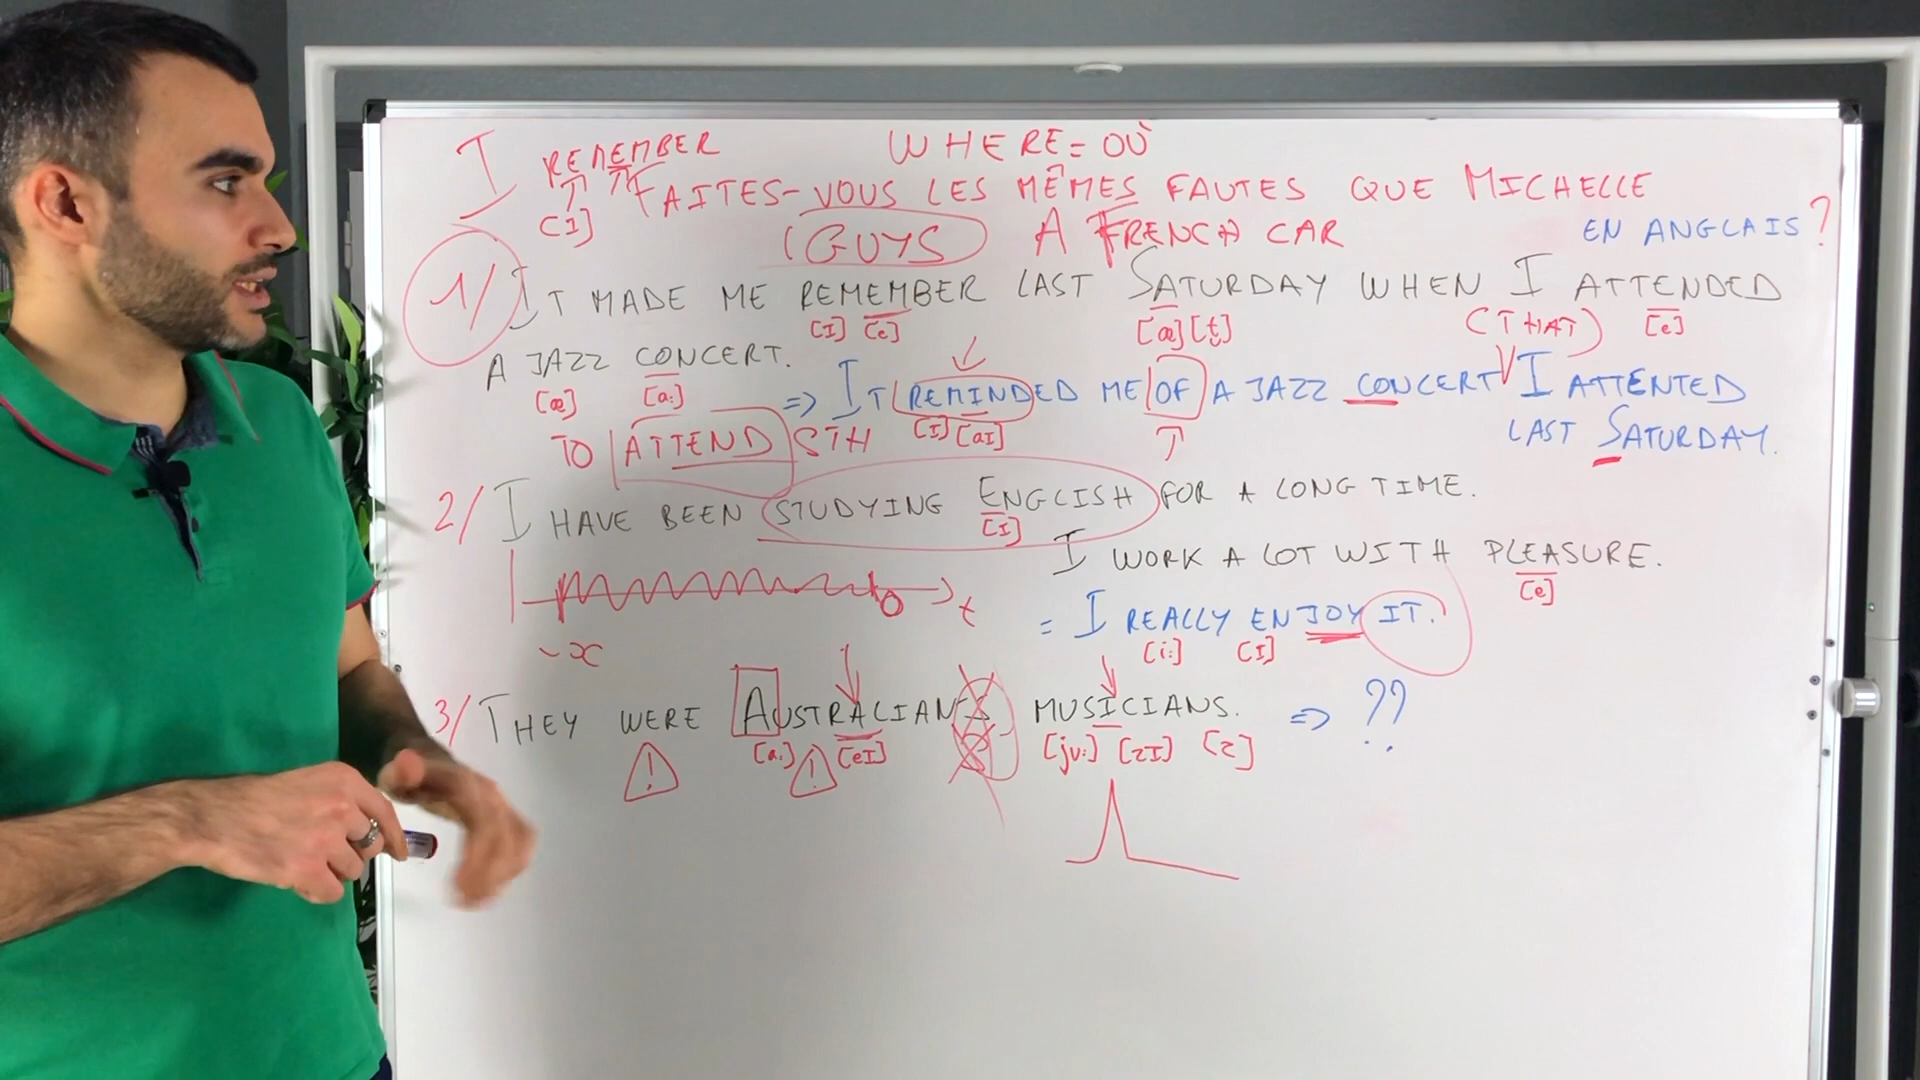 I REMEMBER WHERE = OÙ
[I] FAITES-VOUS LES MÊMES FAUTES QUE MICHELLE
EN ANGLAIS ?
GUYS A FRENCH CAR
1/ IT MADE ME REMEMBER LAST SATURDAY WHEN I ATTENDED
[I] [e] [æ] [t] (THAT) [e]
A JAZZ CONCERT.
[æ] [a:]
=> IT REMINDED ME OF A JAZZ CONCERT I ATTENTED
[I] [aI]
LAST SATURDAY.
TO ATTEND STH
2/ I HAVE BEEN STUDYING ENGLISH FOR A LONG TIME.
[I]
I WORK A LOT WITH PLEASURE.
[e]
= I REALLY ENJOY IT.
[i:] [I]
t
-x
3/ THEY WERE AUSTRALIANS MUSICIANS. => ??
! [a:] ! [eI] [ju:] [zI] [z]